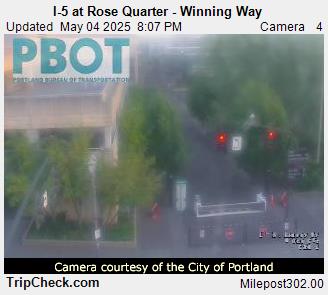 I-5 at Rose Quarter - Winning Way
Updated May 04 2025 8:07 PM Camera 4
PBOT
PORTLAND BUREAU OF TRANSPORTATION
Camera courtesy of the City of Portland
TripCheck.com Milepost302.00